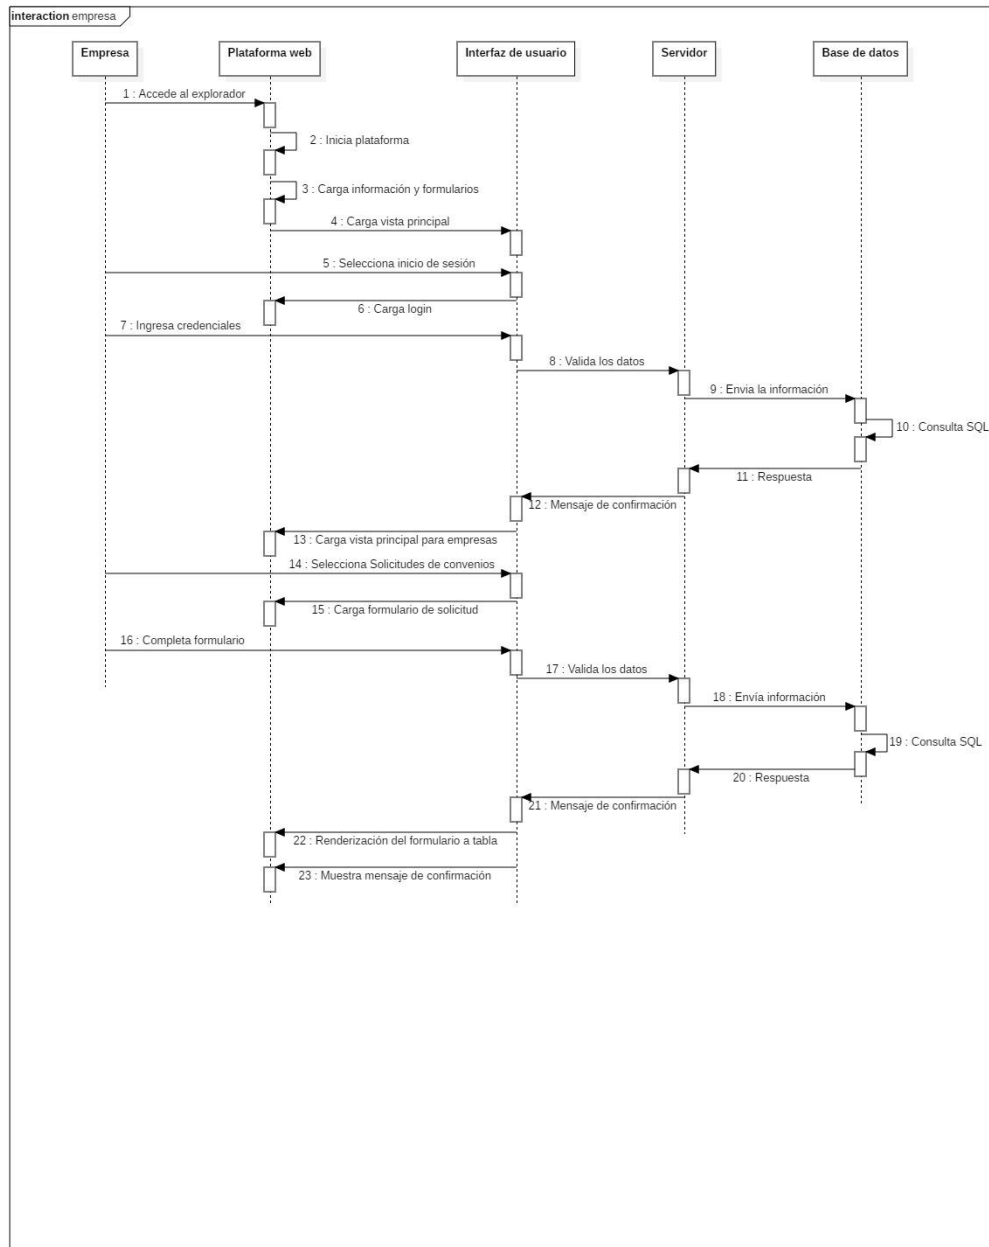 interaction empresa
Empresa
Plataforma web
Interfaz de usuario
Servidor
Base de datos
1 : Accede al explorador
2 : Inicia plataforma
3 : Carga información y formularios
4 : Carga vista principal
5 : Selecciona inicio de sesión
6 : Carga login
7 : Ingresa credenciales
8 : Valida los datos
9 : Envia la información
10 : Consulta SQL
11 : Respuesta
12 : Mensaje de confirmación
13 : Carga vista principal para empresas
14 : Selecciona Solicitudes de convenios
15 : Carga formulario de solicitud
16 : Completa formulario
17 : Valida los datos
18 : Envía información
19 : Consulta SQL
20 : Respuesta
21 : Mensaje de confirmación
22 : Renderización del formulario a tabla
23 : Muestra mensaje de confirmación